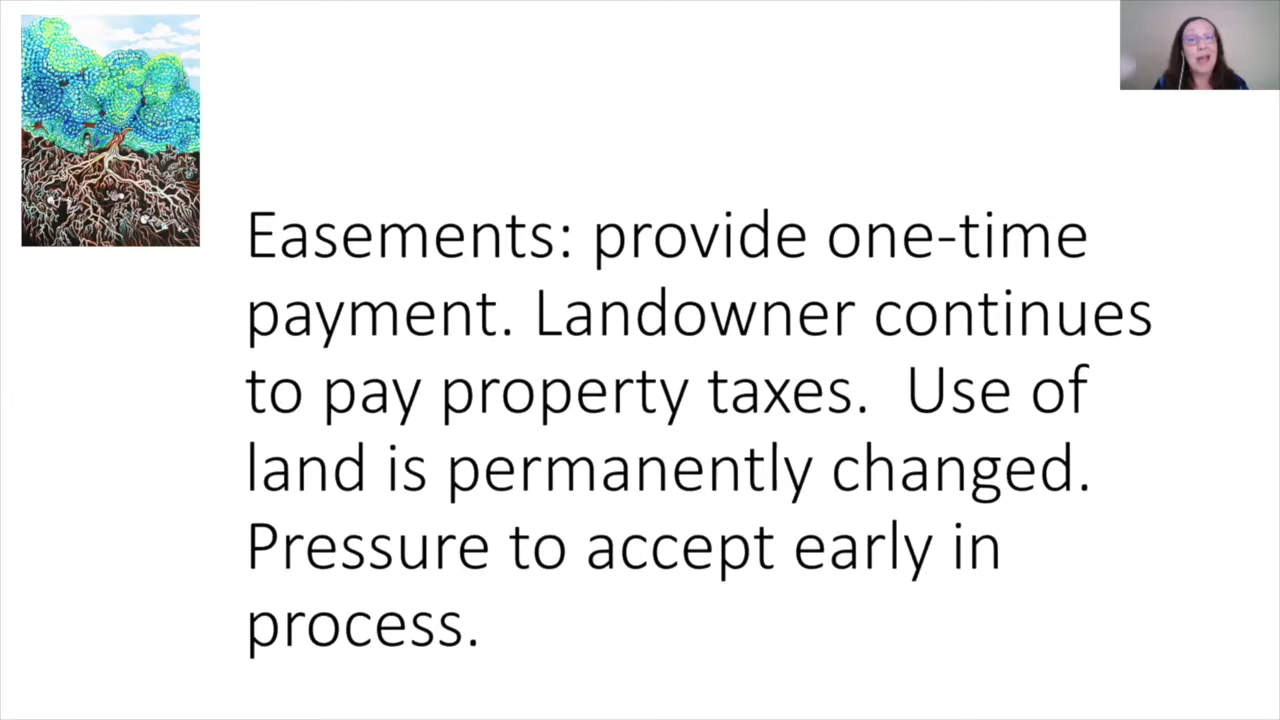 Easements: provide one-time
payment. Landowner continues
to pay property taxes.  Use of
land is permanently changed.
Pressure to accept early in
process.